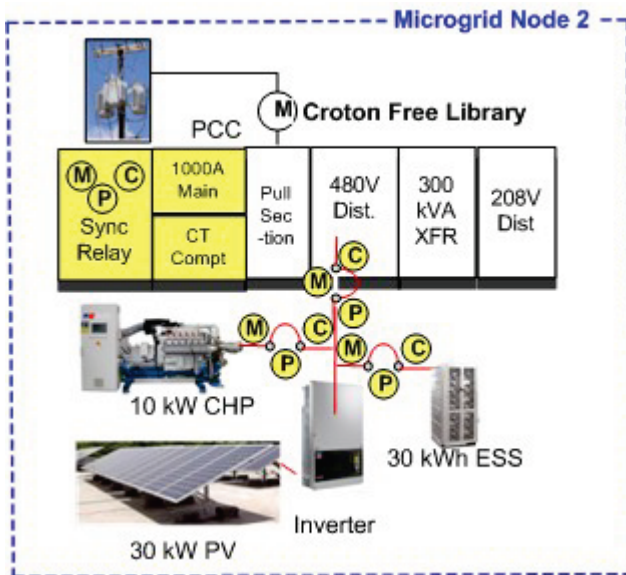 Microgrid Node 2
M Croton Free Library
PCC
M P C
Sync
Relay
1000A
Main
CT
Compt
Pull
Sec
-tion
480V
Dist.
300
kVA
XFR
208V
Dist
C
M
P
M C
P
M C
P
10 kW CHP
30 kWh ESS
Inverter
30 kW PV